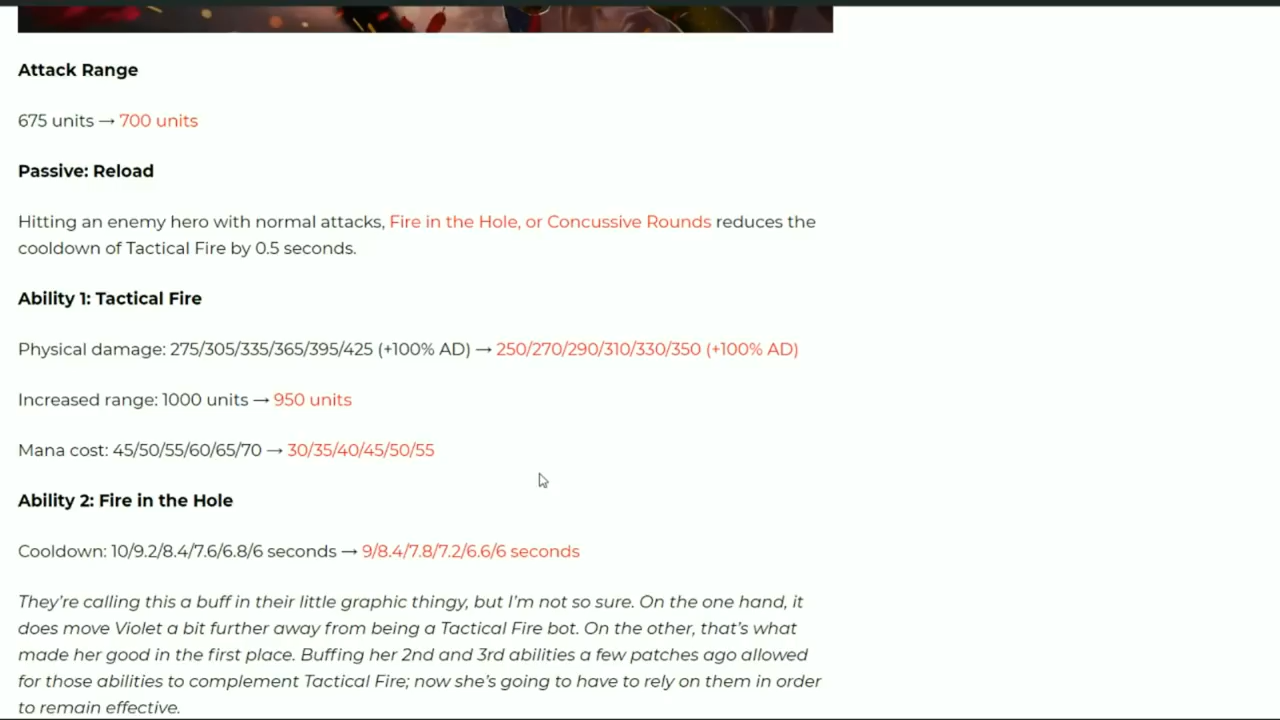 Attack Range
675 units → 700 units
Passive: Reload
Hitting an enemy hero with normal attacks, Fire in the Hole, or Concussive Rounds reduces the
cooldown of Tactical Fire by 0.5 seconds.
Ability 1: Tactical Fire
Physical damage: 275/305/335/365/395/425 (+100% AD) → 250/270/290/310/330/350 (+100% AD)
Increased range: 1000 units → 950 units
Mana cost: 45/50/55/60/65/70 → 30/35/40/45/50/55
Ability 2: Fire in the Hole
Cooldown: 10/9.2/8.4/7.6/6.8/6 seconds → 9/8.4/7.8/7.2/6.6/6 seconds
They’re calling this a buff in their little graphic thingy, but I’m not so sure. On the one hand, it
does move Violet a bit further away from being a Tactical Fire bot. On the other, that’s what
made her good in the first place. Buffing her 2nd and 3rd abilities a few patches ago allowed
for those abilities to complement Tactical Fire; now she’s going to have to rely on them in order
to remain effective.